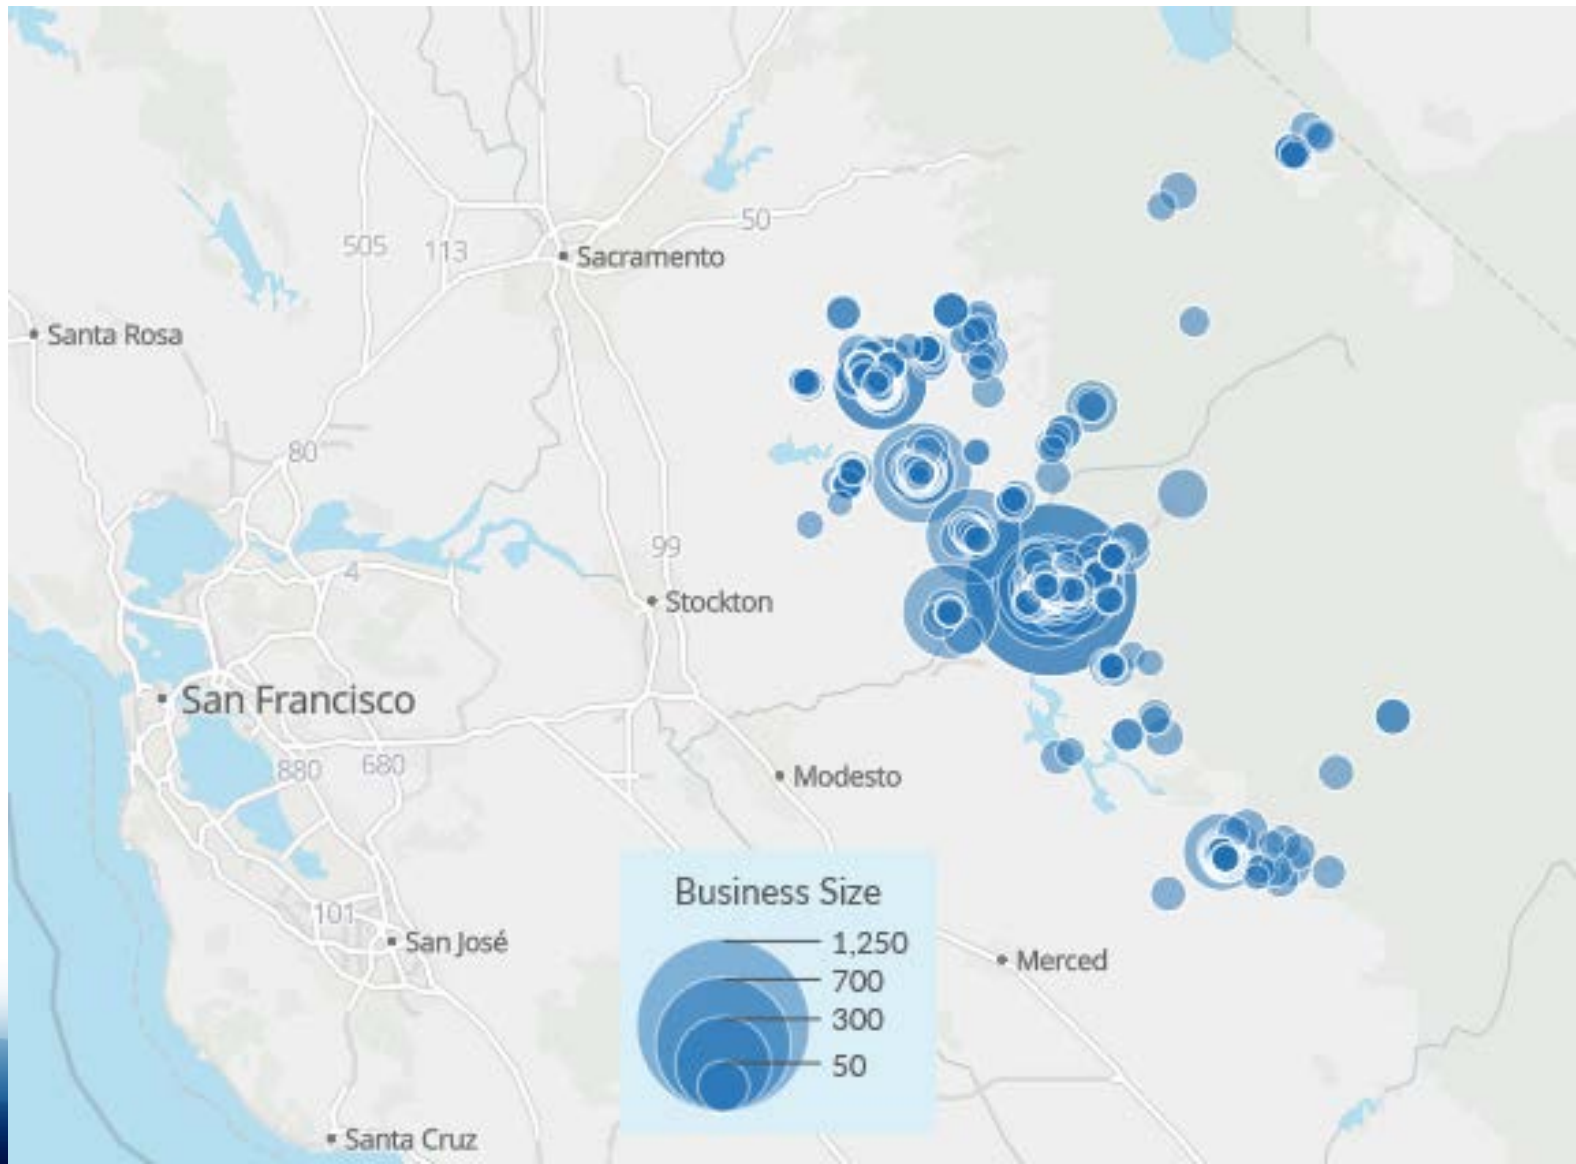 50
505
113
Sacramento
Santa Rosa
80
99
4
Stockton
San Francisco
880
680
Modesto
Business Size
1,250
700
300
50
101
San José
Merced
Santa Cruz